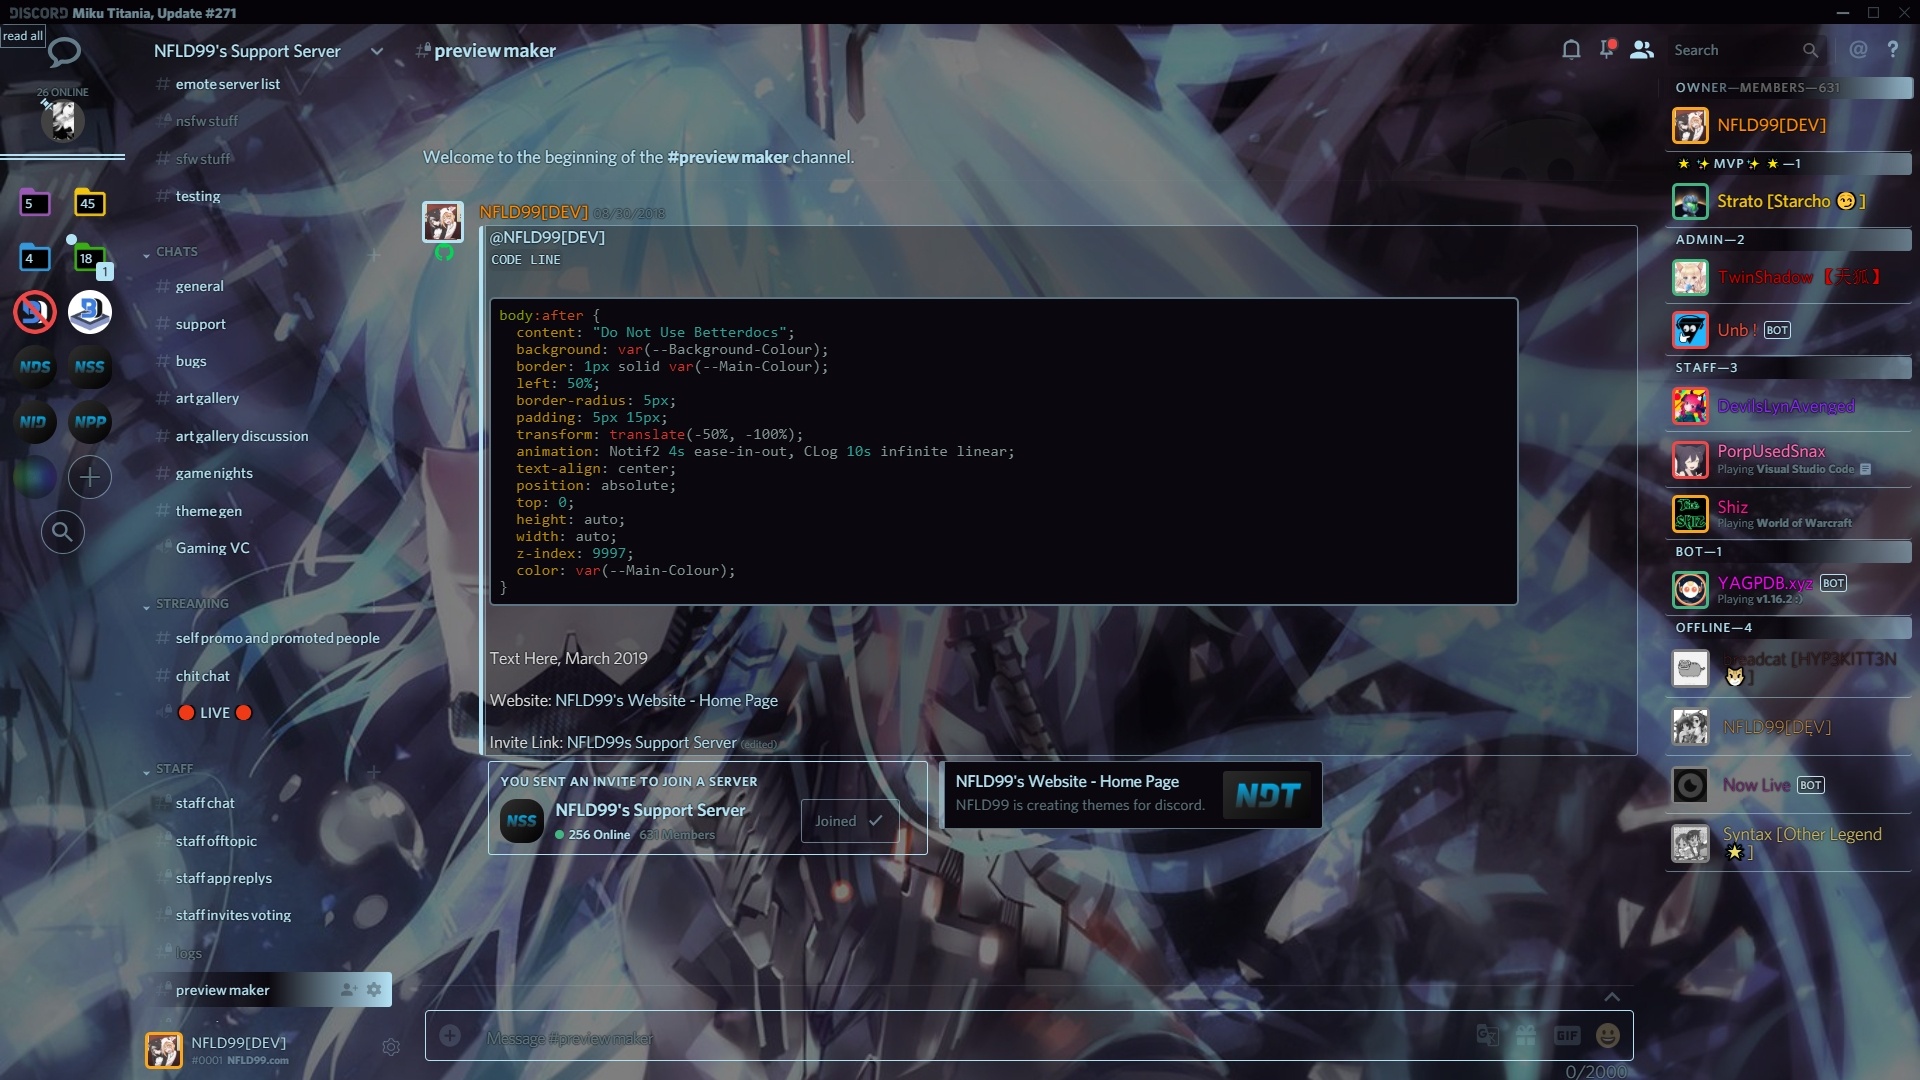 DISCORD Miku Titania, Update #271
read all
26 ONLINE
5
45
4
18
1
NDS
NSS
NID
NPP
NFLD99's Support Server
emote server list
nsfw stuff
sfw stuff
testing
CHATS
general
support
bugs
art gallery
art gallery discussion
game nights
theme gen
Gaming VC
STREAMING
self promo and promoted people
chit chat
LIVE
STAFF
staff chat
staff offtopic
staff app replys
staff invites voting
logs
preview maker
NFLD99[DEV]
#0001 NFLD99.com
preview maker
Search
Welcome to the beginning of the #preview maker channel.
NFLD99[DEV] 08/30/2018
@NFLD99[DEV]
CODE LINE
body:after {
content: "Do Not Use Betterdocs";
background: var(--Background-Colour);
border: 1px solid var(--Main-Colour);
left: 50%;
border-radius: 5px;
padding: 5px 15px;
transform: translate(-50%, -100%);
animation: Notif2 4s ease-in-out, CLog 10s infinite linear;
text-align: center;
position: absolute;
top: 0;
height: auto;
width: auto;
z-index: 9997;
color: var(--Main-Colour);
}
Text Here, March 2019
Website: NFLD99's Website - Home Page
Invite Link: NFLD99s Support Server (edited)
YOU SENT AN INVITE TO JOIN A SERVER
NSS
NFLD99's Support Server
256 Online 631 Members
Joined
NFLD99's Website - Home Page
NFLD99 is creating themes for discord.
NDT
Message #preview maker
GIF
0/2000
OWNER—MEMBERS—631
NFLD99[DEV]
⭐ ✨ MVP ✨ ⭐ —1
Strato [Starcho 😏 ]
ADMIN—2
TwinShadow 【天狐】
Unb ! BOT
STAFF—3
DevilsLynAvenged
PorpUsedSnax
Playing Visual Studio Code
Shiz
Playing World of Warcraft
BOT—1
YAGPDB.xyz BOT
Playing v1.16.2 :)
OFFLINE—4
[HYP3KITT3N
🐱 ]
NFLD99[DEV]
Now Live BOT
Syntax [Other Legend
🌟 ]